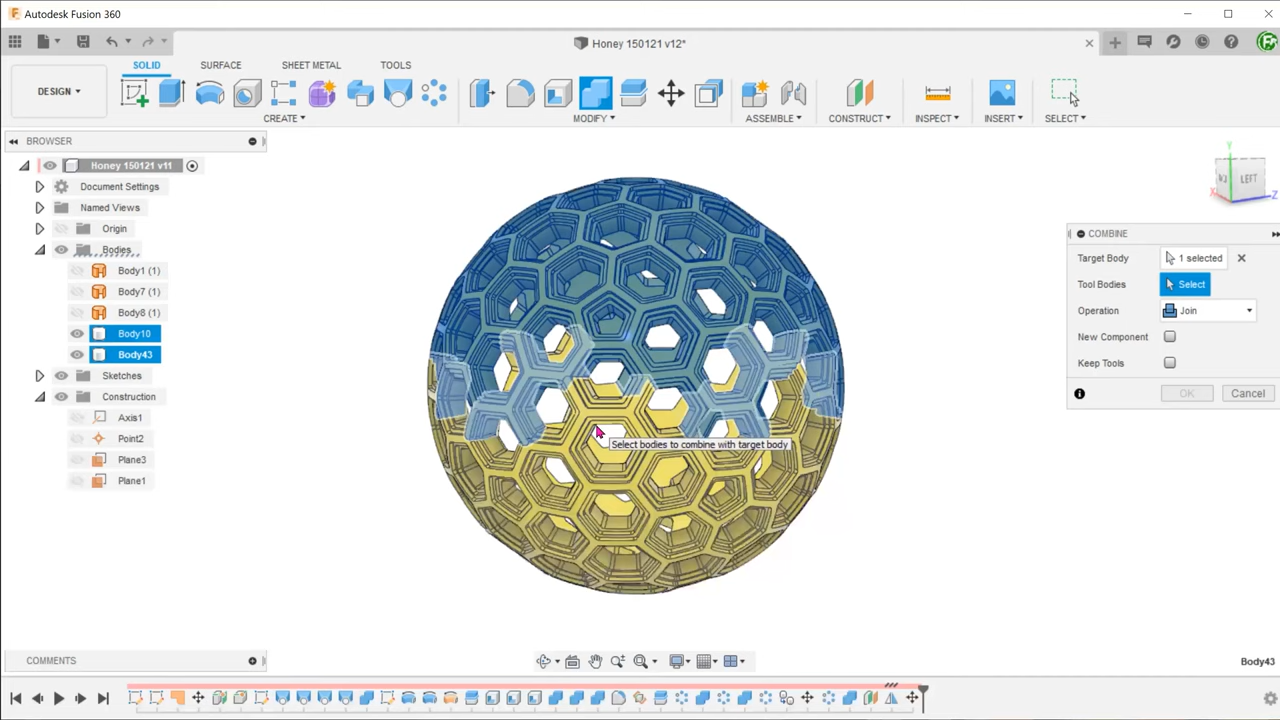 Autodesk Fusion 360
Honey 150121 v12*
DESIGN
SOLID SURFACE SHEET METAL TOOLS
CREATE MODIFY ASSEMBLE CONSTRUCT INSPECT INSERT SELECT
BROWSER
Honey 150121 v11
Document Settings
Named Views
Origin
Bodies
Body1 (1)
Body7 (1)
Body8 (1)
Body10
Body43
Sketches
Construction
Axis1
Point2
Plane3
Plane1
LEFT
Y
X
Z
COMBINE
Target Body 1 selected
Tool Bodies Select
Operation Join
New Component
Keep Tools
OK Cancel
Select bodies to combine with target body
COMMENTS
Body43